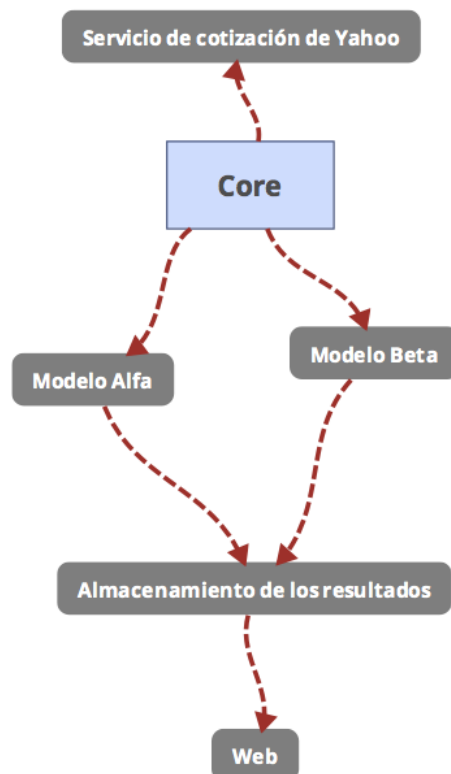 Servicio de cotización de Yahoo
Core
Modelo Beta
Modelo Alfa
Almacenamiento de los resultados
Web